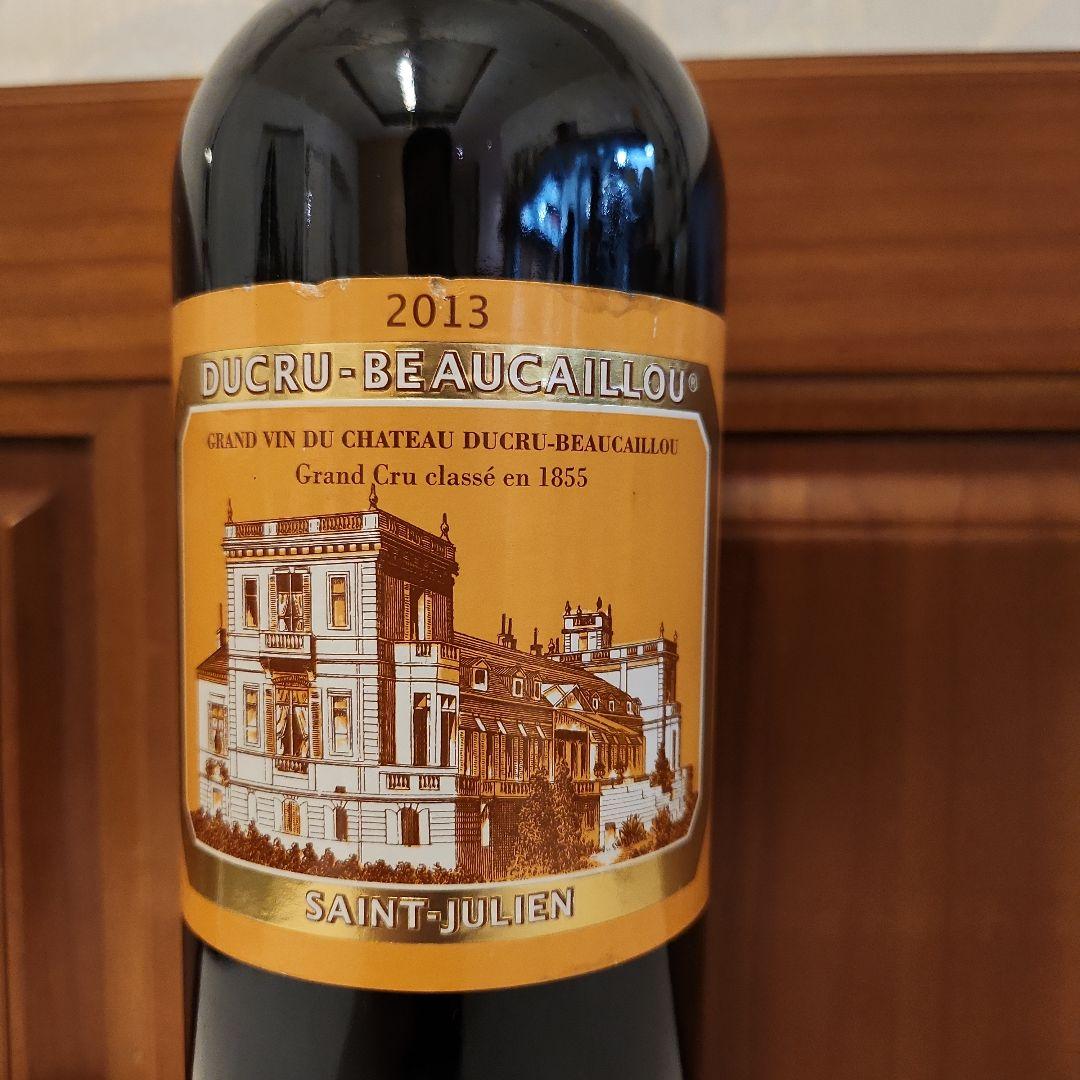 2013
DUCRU-BEAUCAILLOU®
GRAND VIN DU CHATEAU DUCRU-BEAUCAILLOU
Grand Cru classé en 1855
SAINT-JULIEN